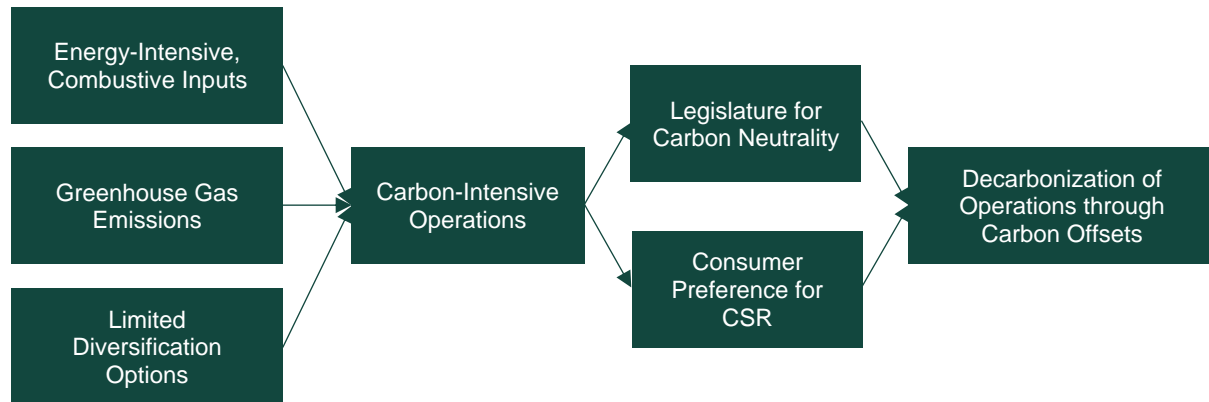 Energy-Intensive,
Combustive Inputs
Greenhouse Gas
Emissions
Limited
Diversification
Options
Carbon-Intensive
Operations
Legislature for
Carbon Neutrality
Consumer
Preference for
CSR
Decarbonization of
Operations through
Carbon Offsets